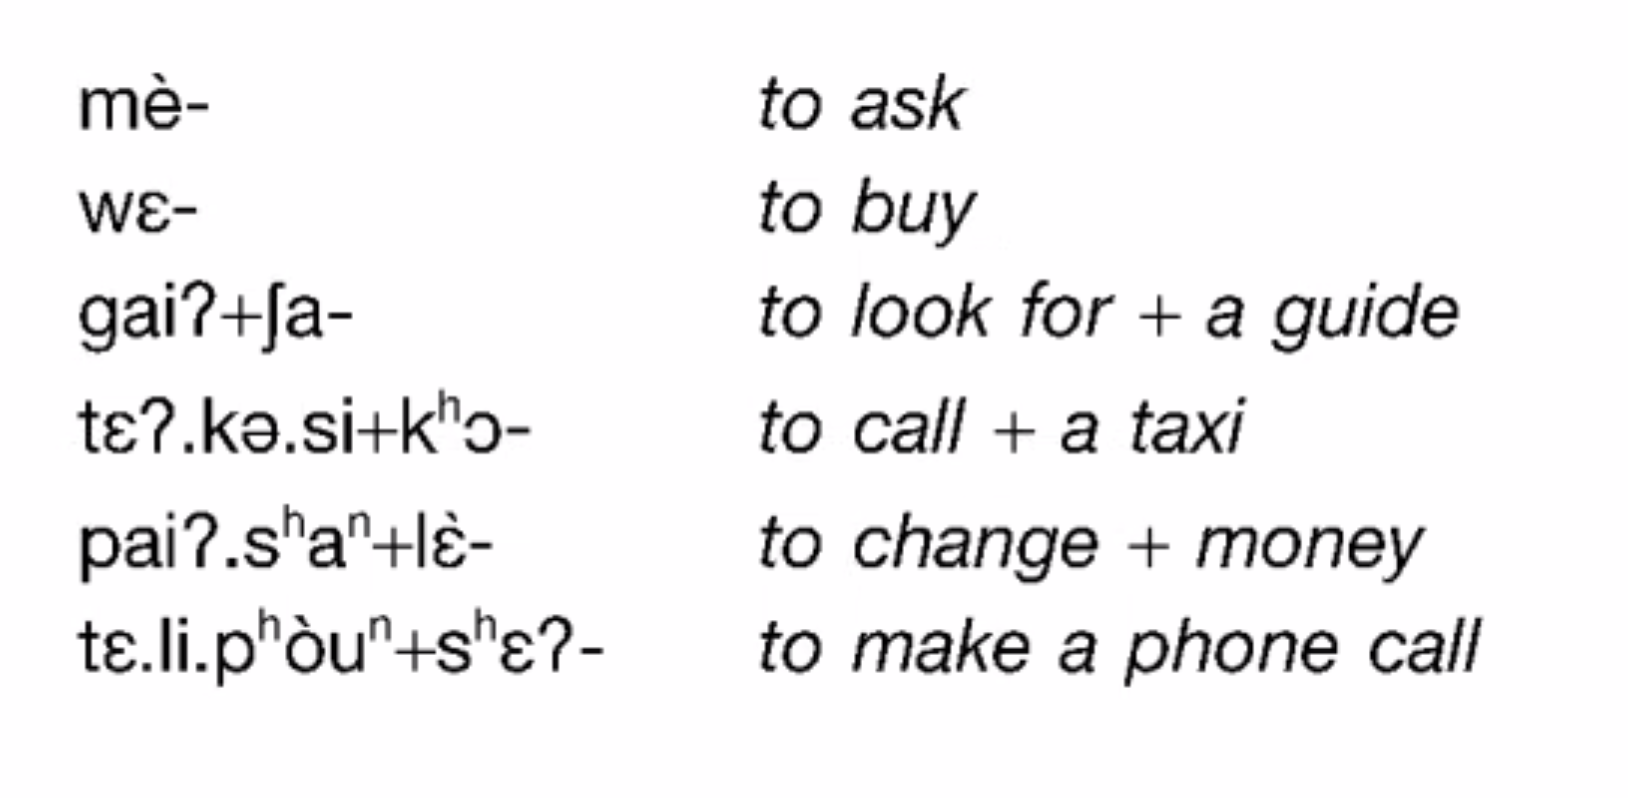 mè- to ask
wɛ- to buy
gaiʔ+ʃa- to look for + a guide
tɛʔ.kə.si+kʰɔ- to call + a taxi
paiʔ.sʰaⁿ+lɛ̀- to change + money
tɛ.li.pʰòuⁿ+sʰɛʔ- to make a phone call